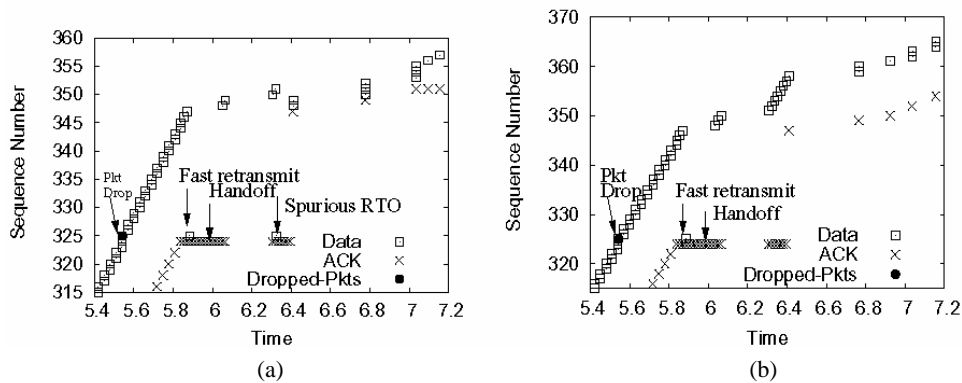 360
355
350
345
340
335
330
325
320
315
Sequence Number
Pkt
Drop
Fast retransmit
Handoff
Spurious RTO
Data
ACK
Dropped-Pkts
5.4 5.6 5.8 6 6.2 6.4 6.6 6.8 7 7.2
Time
(a)
370
360
350
340
330
320
Sequence Number
Pkt
Drop
Fast retransmit
Handoff
Data
ACK
Dropped-Pkts
5.4 5.6 5.8 6 6.2 6.4 6.6 6.8 7 7.2
Time
(b)